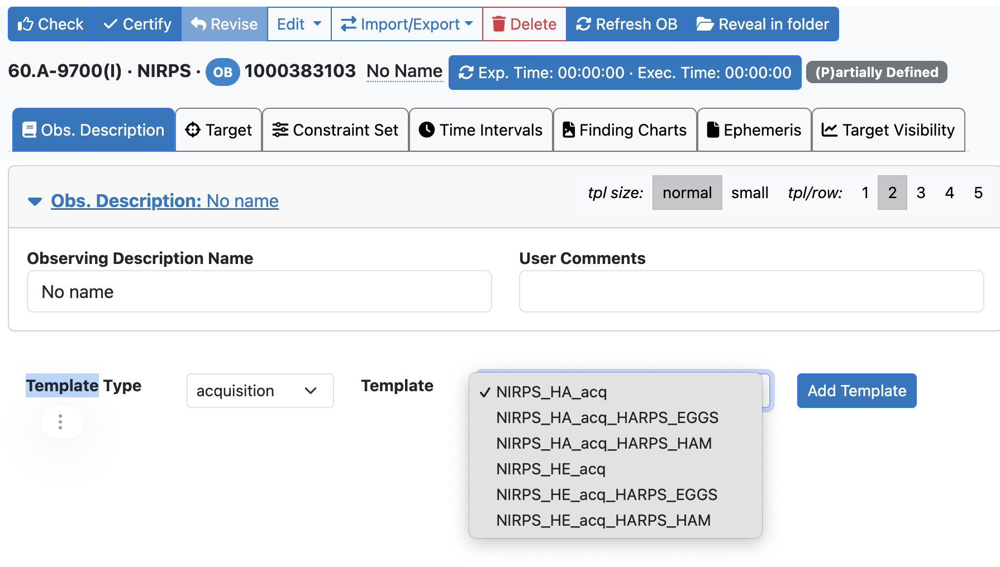 Check Certify Revise Edit Import/Export Delete Refresh OB Reveal in folder
60.A-9700(I) · NIRPS · OB 1000383103 No Name Exp. Time: 00:00:00 · Exec. Time: 00:00:00 (P)artially Defined
Obs. Description Target Constraint Set Time Intervals Finding Charts Ephemeris Target Visibility
Obs. Description: No name tpl size: normal small tpl/row: 1 2 3 4 5
Observing Description Name User Comments
No name
Template Type acquisition Template Add Template
NIRPS_HA_acq
NIRPS_HA_acq_HARPS_EGGS
NIRPS_HA_acq_HARPS_HAM
NIRPS_HE_acq
NIRPS_HE_acq_HARPS_EGGS
NIRPS_HE_acq_HARPS_HAM